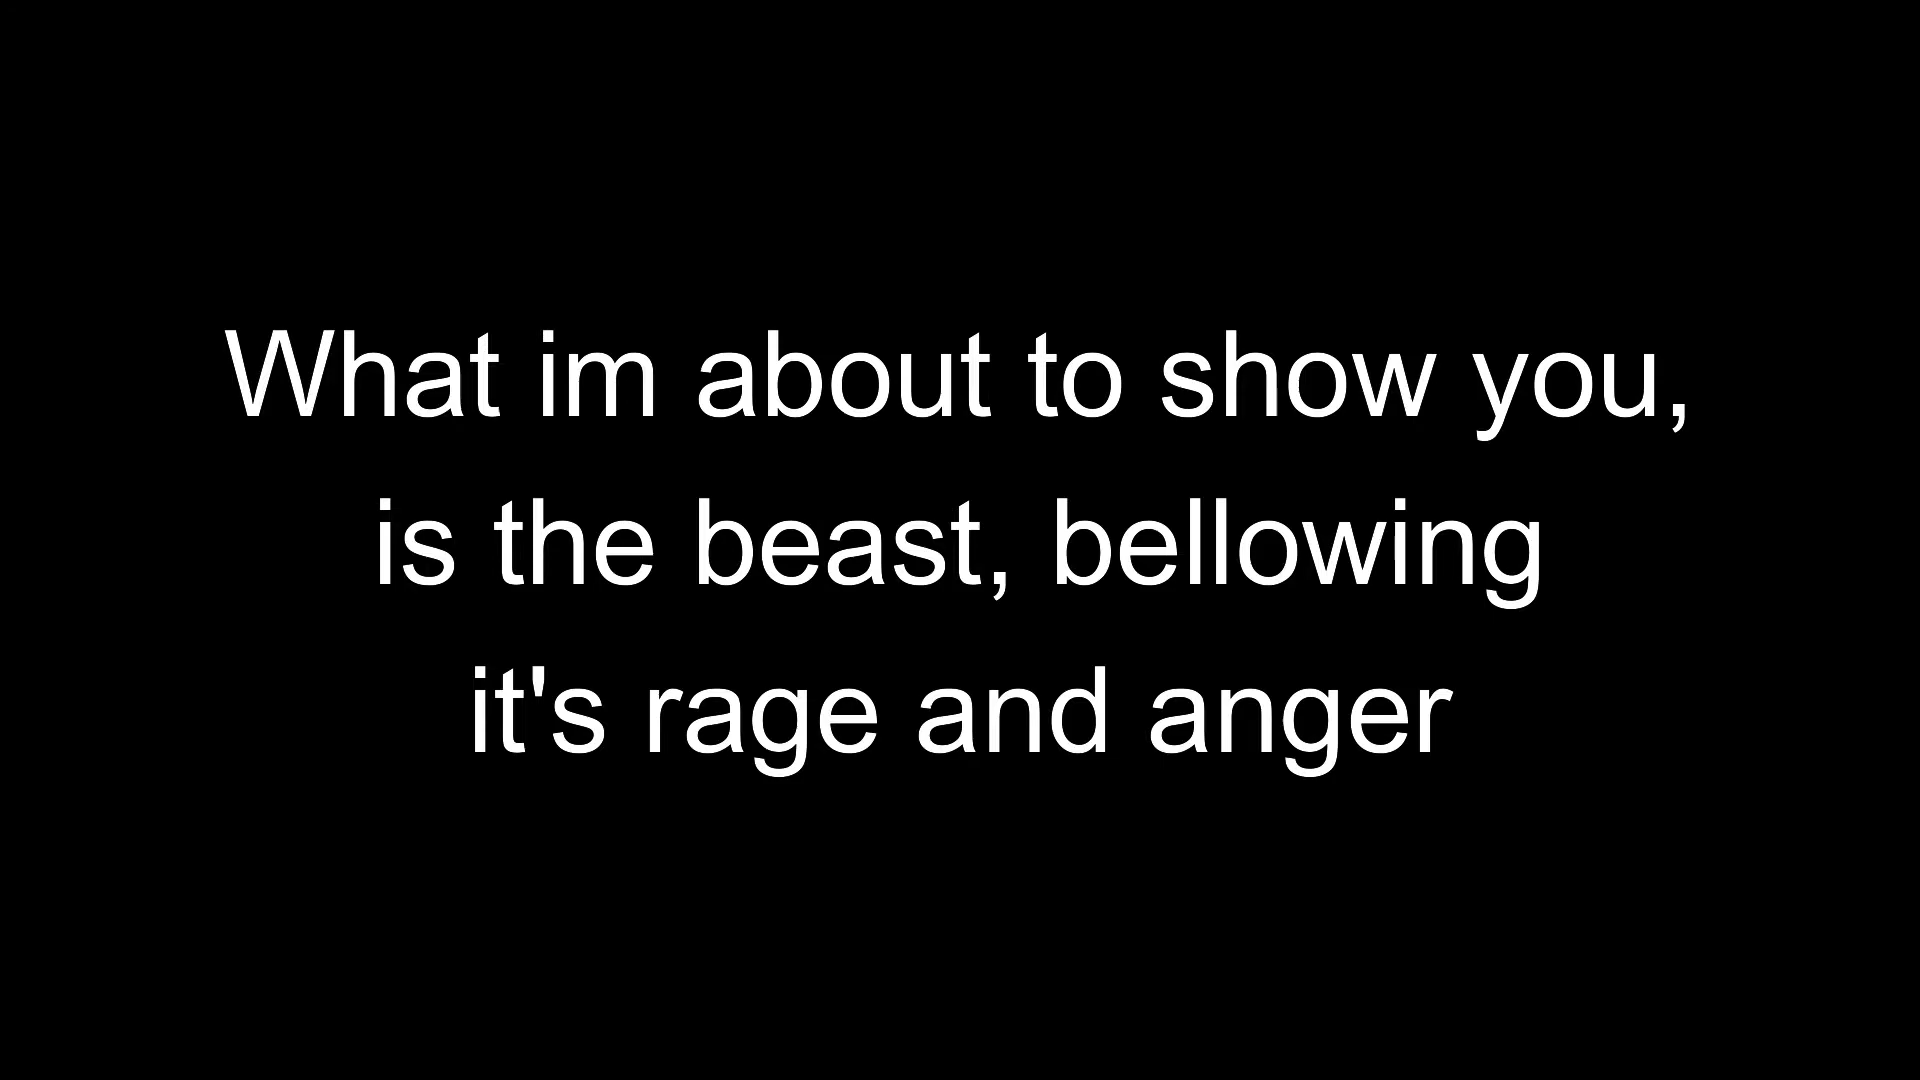 What im about to show you,
is the beast, bellowing
it's rage and anger